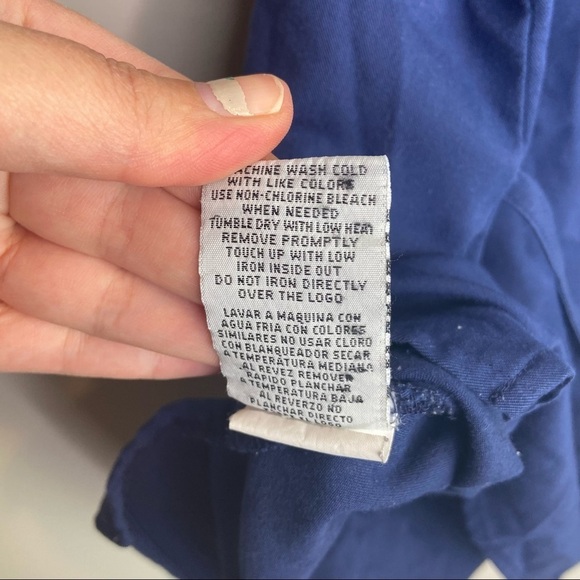 MACHINE WASH COLD
WITH LIKE COLORS
USE NON-CHLORINE BLEACH
WHEN NEEDED
TUMBLE DRY WITH LOW HEAT
REMOVE PROMPTLY
TOUCH UP WITH LOW
IRON INSIDE OUT
DO NOT IRON DIRECTLY
OVER THE LOGO
LAVAR A MAQUINA CON
AGUA FRIA CON COLORES
SIMILARES NO USAR CLORO
CON BLANQUEADOR SECAR
A TEMPERATURA MEDIANA
AL REVEZ REMOVER
RAPIDO PLANCHAR
A TEMPERATURA BAJA
AL REVERZO NO
PLANCHAR DIRECTO
LOGO